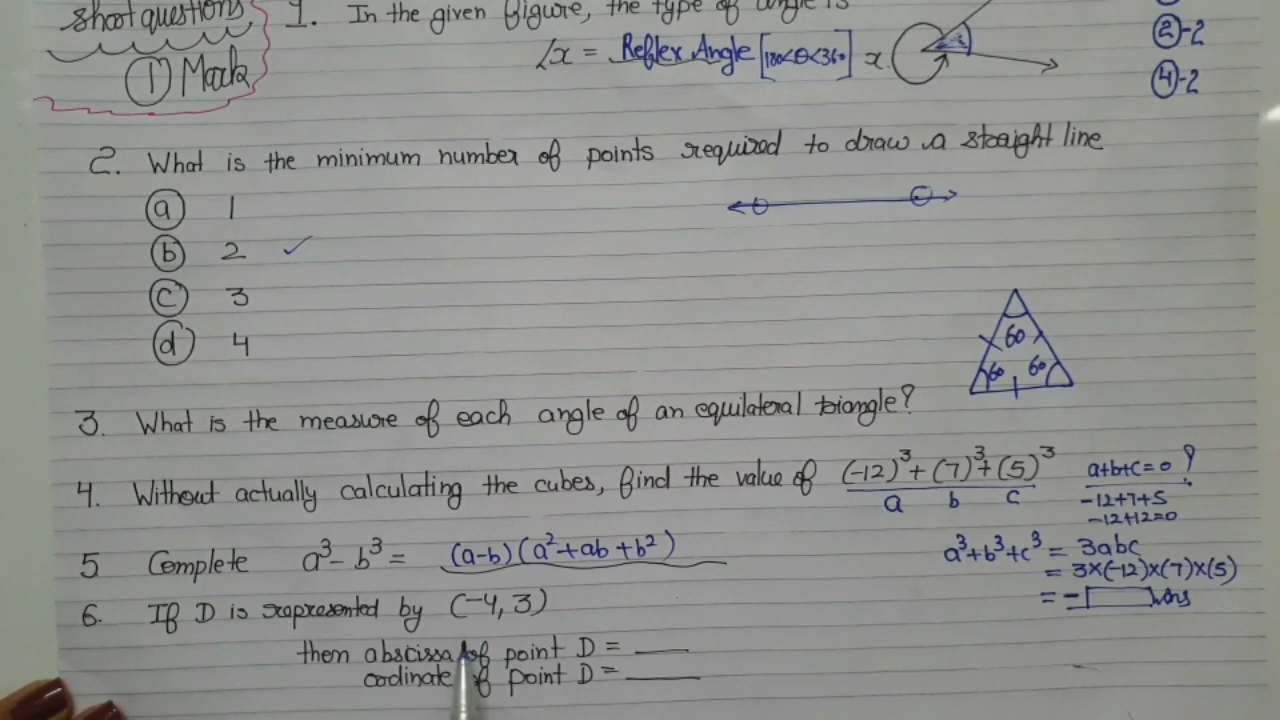 short questions,
1 Mark
1. In the given figure, the type of angle is
∠x = Reflex Angle [180<θ<360] x
②-2
④-2
2. What is the minimum number of points required to draw a straight line
a 1
b 2 ✓
c 3
d 4
60
60 60
3. What is the measure of each angle of an equilateral triangle?
4. Without actually calculating the cubes, find the value of (-12)³ + (7)³ + (5)³
a b c
a+b+c=0 ?
-12+7+5
-12+12=0
5 Complete a³- b³ = (a-b)(a²+ab+b²)
a³+b³+c³ = 3abc
= 3×(-12)×(7)×(5)
= - Ans
6. If D is represented by (-4, 3)
then abscissa of point D = ___
ordinate of point D = ___